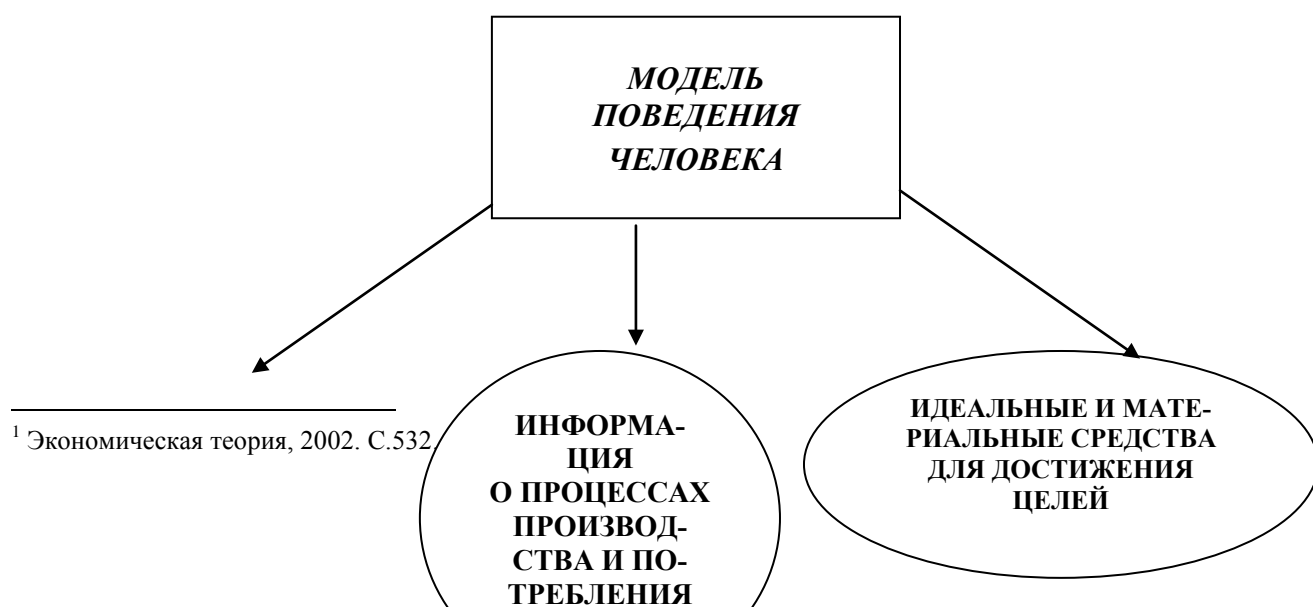 МОДЕЛЬ
ПОВЕДЕНИЯ
ЧЕЛОВЕКА
ИДЕАЛЬНЫЕ И МАТЕ-
РИАЛЬНЫЕ СРЕДСТВА
ДЛЯ ДОСТИЖЕНИЯ
ЦЕЛЕЙ
ИНФОРМА-
ЦИЯ
О ПРОЦЕССАХ
ПРОИЗВОД-
СТВА И ПО-
ТРЕБЛЕНИЯ
1 Экономическая теория, 2002. С.532.